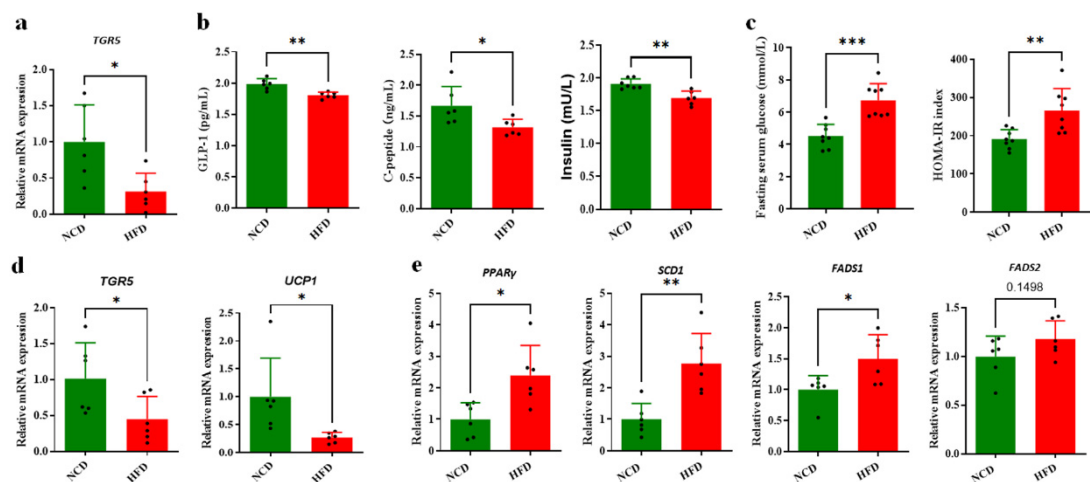 a
TGR5
*
Relative mRNA expression
2.0
1.5
1.0
0.5
0.0
NCD
HFD
b
**
GLP-1 (pg/mL)
2.5
2.0
1.5
1.0
0.5
0.0
NCD
HFD
*
C-peptide (ng/mL)
2.5
2.0
1.5
1.0
0.5
0.0
NCD
HFD
**
Insulin (mU/L)
2.5
2.0
1.5
1.0
0.5
0.0
NCD
HFD
c
***
Fasting serum glucose (mmol/L)
10
8
6
4
2
0
NCD
HFD
**
HOMA-IR index
400
300
200
100
0
NCD
HFD
d
TGR5
*
Relative mRNA expression
2.0
1.5
1.0
0.5
0.0
NCD
HFD
UCP1
*
Relative mRNA expression
2.5
2.0
1.5
1.0
0.5
0.0
NCD
HFD
e
PPARγ
*
Relative mRNA expression
5
4
3
2
1
0
NCD
HFD
SCD1
**
Relative mRNA expression
5
4
3
2
1
0
NCD
HFD
FADS1
*
Relative mRNA expression
2.5
2.0
1.5
1.0
0.5
0.0
NCD
HFD
FADS2
0.1498
Relative mRNA expression
1.5
1.0
0.5
0.0
NCD
HFD